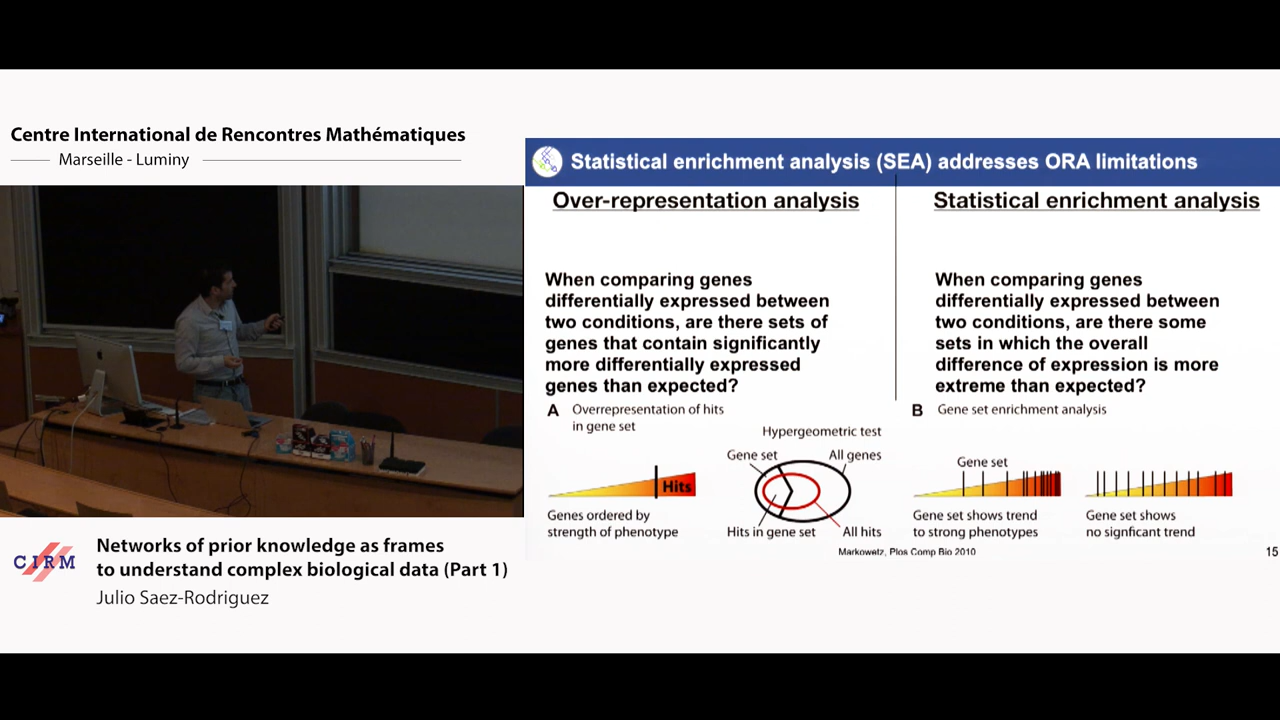 Centre International de Rencontres Mathématiques
Marseille - Luminy
Statistical enrichment analysis (SEA) addresses ORA limitations
Over-representation analysis
When comparing genes
differentially expressed between
two conditions, are there sets of
genes that contain significantly
more differentially expressed
genes than expected?
A Overrepresentation of hits
in gene set
Hypergeometric test
Gene set
All genes
Hits
Genes ordered by
strength of phenotype
Hits in gene set
All hits
Statistical enrichment analysis
When comparing genes
differentially expressed between
two conditions, are there some
sets in which the overall
difference of expression is more
extreme than expected?
B Gene set enrichment analysis
Gene set
Gene set shows trend
to strong phenotypes
Gene set shows
no signficant trend
Markowetz, Plos Comp Bio 2010
15
CIRM
Networks of prior knowledge as frames
to understand complex biological data (Part 1)
Julio Saez-Rodriguez